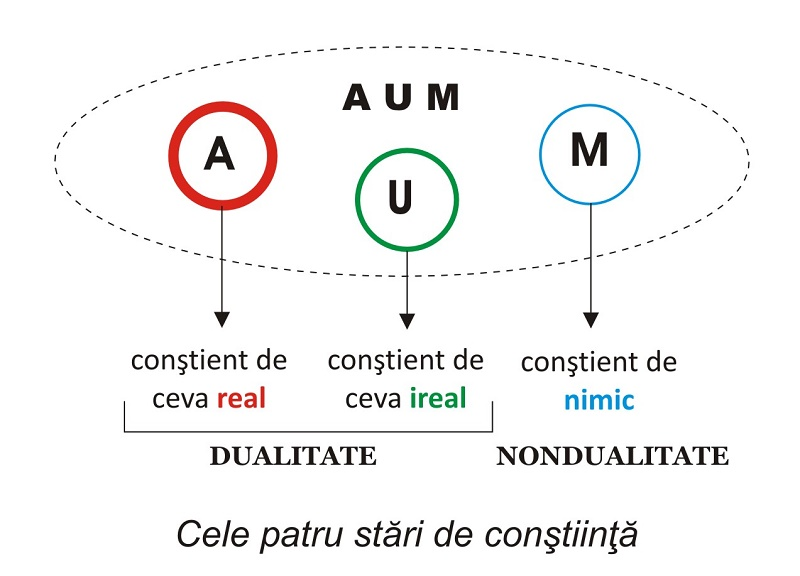 A U M
A
U
M
conştient de
ceva real
conştient de
ceva ireal
conştient de
nimic
DUALITATE
NONDUALITATE
Cele patru stări de conştiinţă